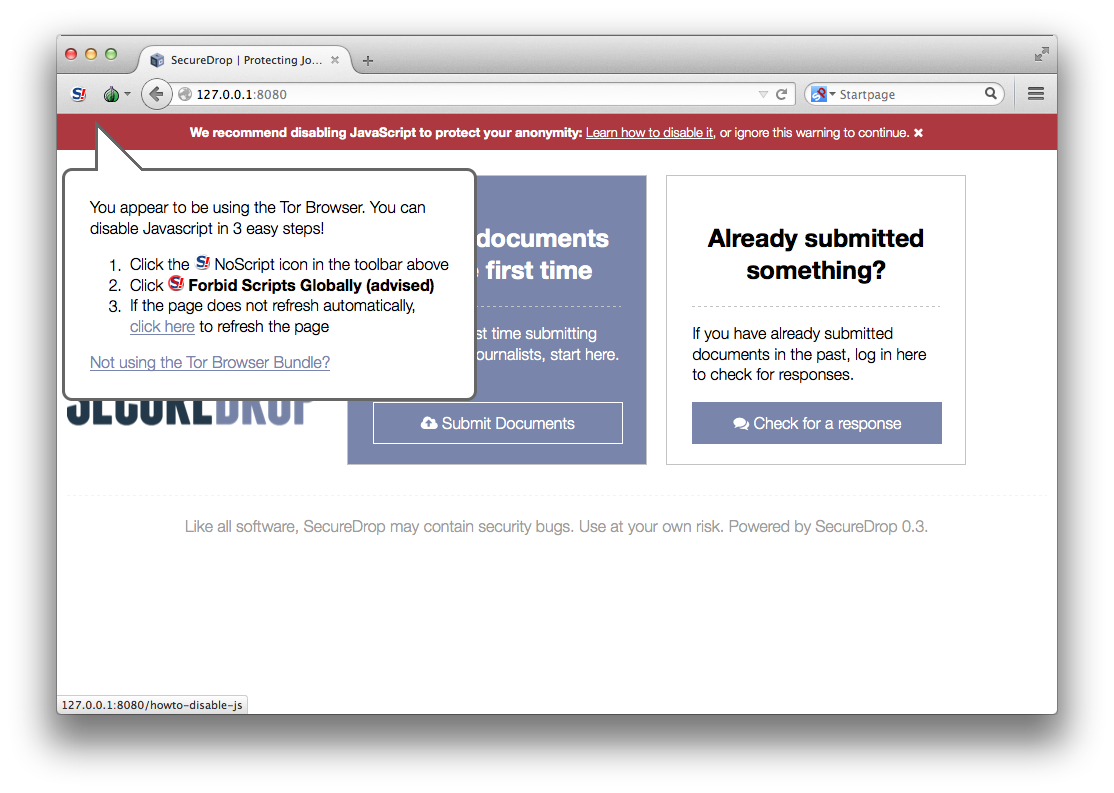 SecureDrop | Protecting Jo...
127.0.0.1:8080
Startpage
We recommend disabling JavaScript to protect your anonymity: Learn how to disable it, or ignore this warning to continue.
You appear to be using the Tor Browser. You can
disable Javascript in 3 easy steps!
1. Click the S! NoScript icon in the toolbar above
2. Click S! Forbid Scripts Globally (advised)
3. If the page does not refresh automatically,
click here to refresh the page
Not using the Tor Browser Bundle?
SECUREDROP
documents
first time
st time submitting
ournalists, start here.
Submit Documents
Already submitted
something?
If you have already submitted
documents in the past, log in here
to check for responses.
Check for a response
Like all software, SecureDrop may contain security bugs. Use at your own risk. Powered by SecureDrop 0.3.
127.0.0.1:8080/howto-disable-js